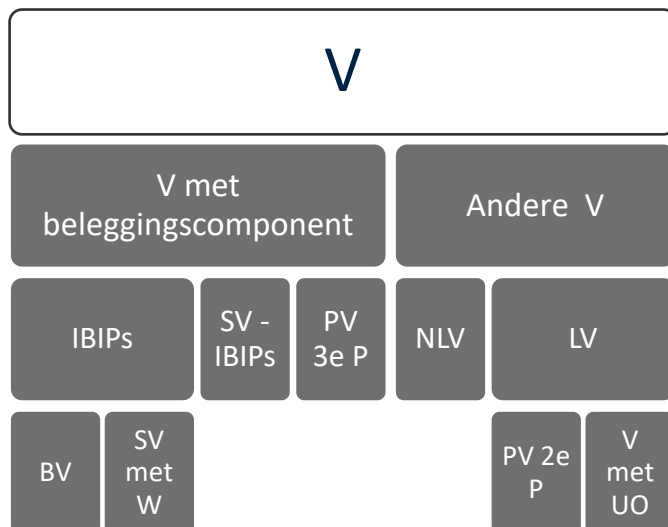 V
V met
beleggingscomponent
Andere V
IBIPs
SV -
IBIPs
PV
3e P
NLV
LV
BV
SV
met
W
PV 2e
P
V
met
UO